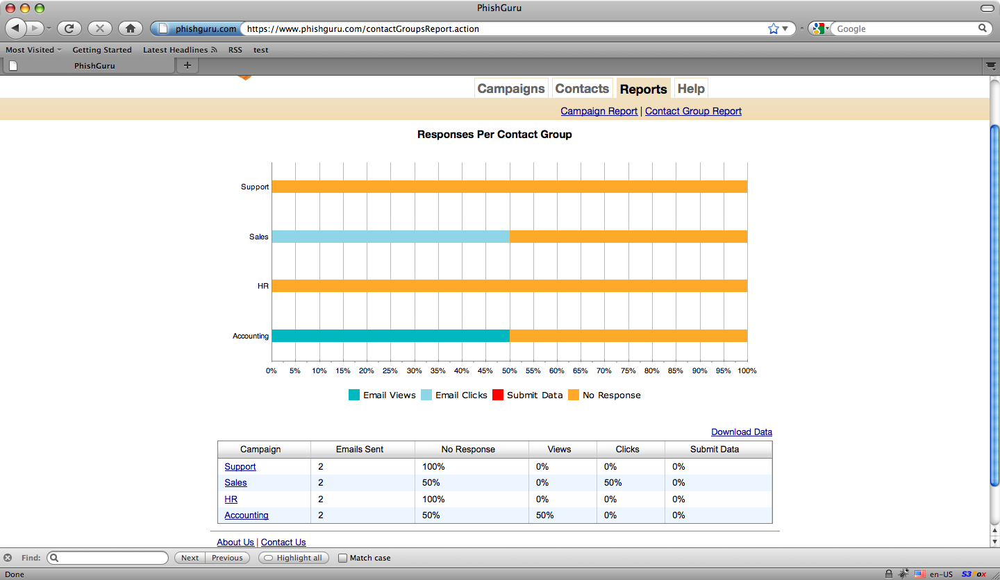 PhishGuru
phishguru.com https://www.phishguru.com/contactGroupsReport.action Google
Most Visited Getting Started Latest Headlines RSS test
PhishGuru +
Campaigns Contacts Reports Help
Campaign Report | Contact Group Report
Responses Per Contact Group
Support
Sales
HR
Accounting
0% 5% 10% 15% 20% 25% 30% 35% 40% 45% 50% 55% 60% 65% 70% 75% 80% 85% 90% 95% 100%
Email Views Email Clicks Submit Data No Response
Download Data
Campaign Emails Sent No Response Views Clicks Submit Data
Support 2 100% 0% 0% 0%
Sales 2 50% 0% 50% 0%
HR 2 100% 0% 0% 0%
Accounting 2 50% 50% 0% 0%
About Us | Contact Us
Find: Next Previous Highlight all Match case
Done en-US S3Fox